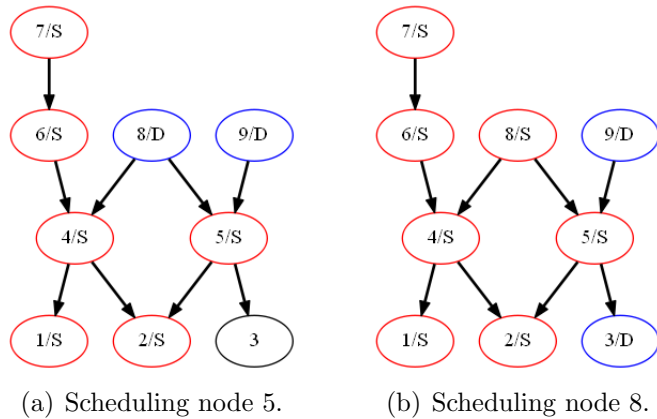 7/S 7/S
6/S 8/D 9/D 6/S 8/S 9/D
4/S 5/S 4/S 5/S
1/S 2/S 3 1/S 2/S 3/D
(a) Scheduling node 5. (b) Scheduling node 8.